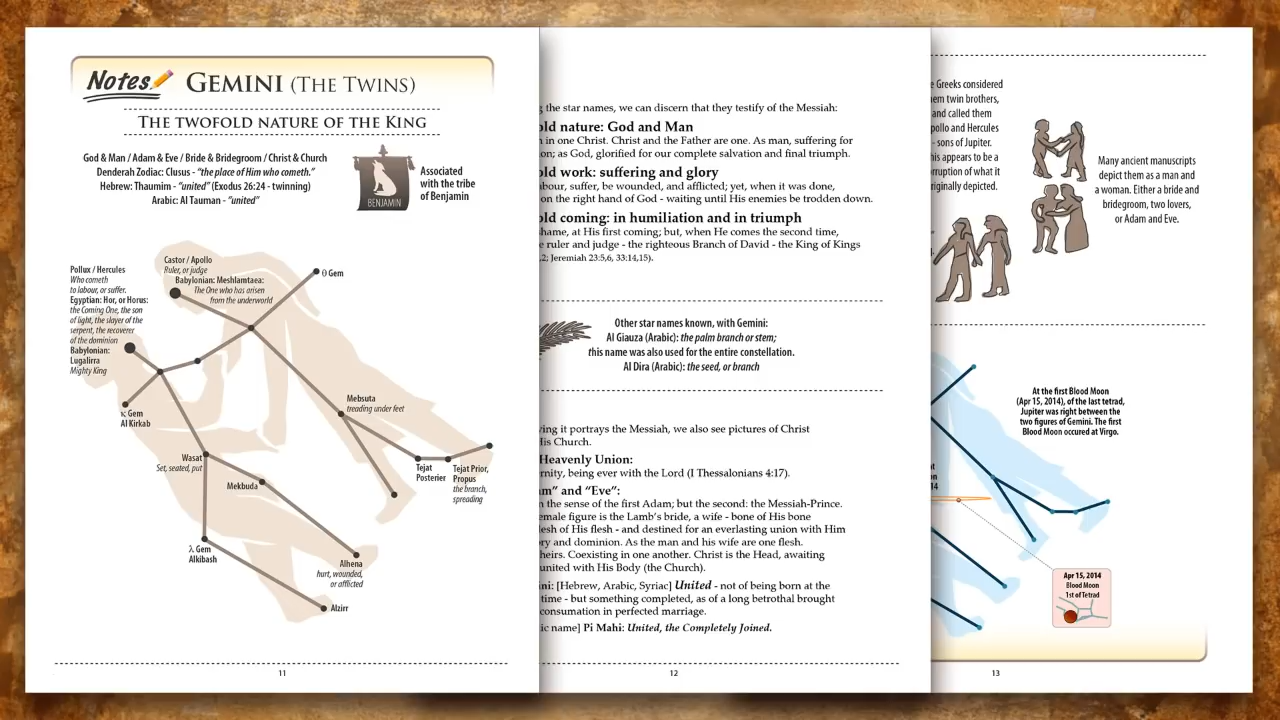 Notes
GEMINI (THE TWINS)
THE TWOFOLD NATURE OF THE KING
God & Man / Adam & Eve / Bride & Bridegroom / Christ & Church
Denderah Zodiac: Clusus - “the place of Him who cometh.”
Hebrew: Thaumim - “united” (Exodus 26:24 - twinning)
Arabic: Al Tauman - “united”
BENJAMIN
Associated
with the tribe
of Benjamin
Castor / Apollo
Ruler, or judge
Babylonian: Meshlamtaea:
The One who has arisen
from the underworld
θ Gem
Pollux / Hercules
Who cometh
to labour, or suffer.
Egyptian: Hor, or Horus:
the Coming One, the son
of light, the slayer of the
serpent, the recoverer
of the dominion
Babylonian:
Lugalirra
Mighty King
κ Gem
Al Kirkab
Mebsuta
treading under feet
Wasat
Set, seated, put
Mekbuda
Tejat
Posterier
Tejat Prior,
Propus
the branch,
spreading
λ Gem
Alkibash
Alhena
hurt, wounded,
or afflicted
Alzirr
11
the star names, we can discern that they testify of the Messiah:
old nature: God and Man
in one Christ. Christ and the Father are one. As man, suffering for
on; as God, glorified for our complete salvation and final triumph.
old work: suffering and glory
abour, suffer, be wounded, and afflicted; yet, when it was done,
on the right hand of God - waiting until His enemies be trodden down.
old coming: in humiliation and in triumph
shame, at His first coming; but, when He comes the second time,
e ruler and judge - the righteous Branch of David - the King of Kings
.2; Jeremiah 23:5,6, 33:14,15).
Other star names known, with Gemini:
Al Giauza (Arabic): the palm branch or stem;
this name was also used for the entire constellation.
Al Dira (Arabic): the seed, or branch
ving it portrays the Messiah, we also see pictures of Christ
His Church.
Heavenly Union:
ernity, being ever with the Lord (I Thessalonians 4:17).
am” and “Eve”:
n the sense of the first Adam; but the second: the Messiah-Prince.
emale figure is the Lamb’s bride, a wife - bone of His bone
lesh of His flesh - and destined for an everlasting union with Him
ory and dominion. As the man and his wife are one flesh.
heirs. Coexisting in one another. Christ is the Head, awaiting
united with His Body (the Church).
ini: [Hebrew, Arabic, Syriac] United - not of being born at the
time - but something completed, as of a long betrothal brought
consumation in perfected marriage.
ic name] Pi Mahi: United, the Completely Joined.
12
e Greeks considered
em twin brothers,
and called them
pollo and Hercules
- sons of Jupiter.
his appears to be a
rruption of what it
riginally depicted.
Many ancient manuscripts
depict them as a man and
a woman. Either a bride and
bridegroom, two lovers,
or Adam and Eve.
At the first Blood Moon
(Apr 15, 2014), of the last tetrad,
Jupiter was right between the
two figures of Gemini. The first
Blood Moon occured at Virgo.
Apr 15, 2014
Blood Moon
1st of Tetrad
13